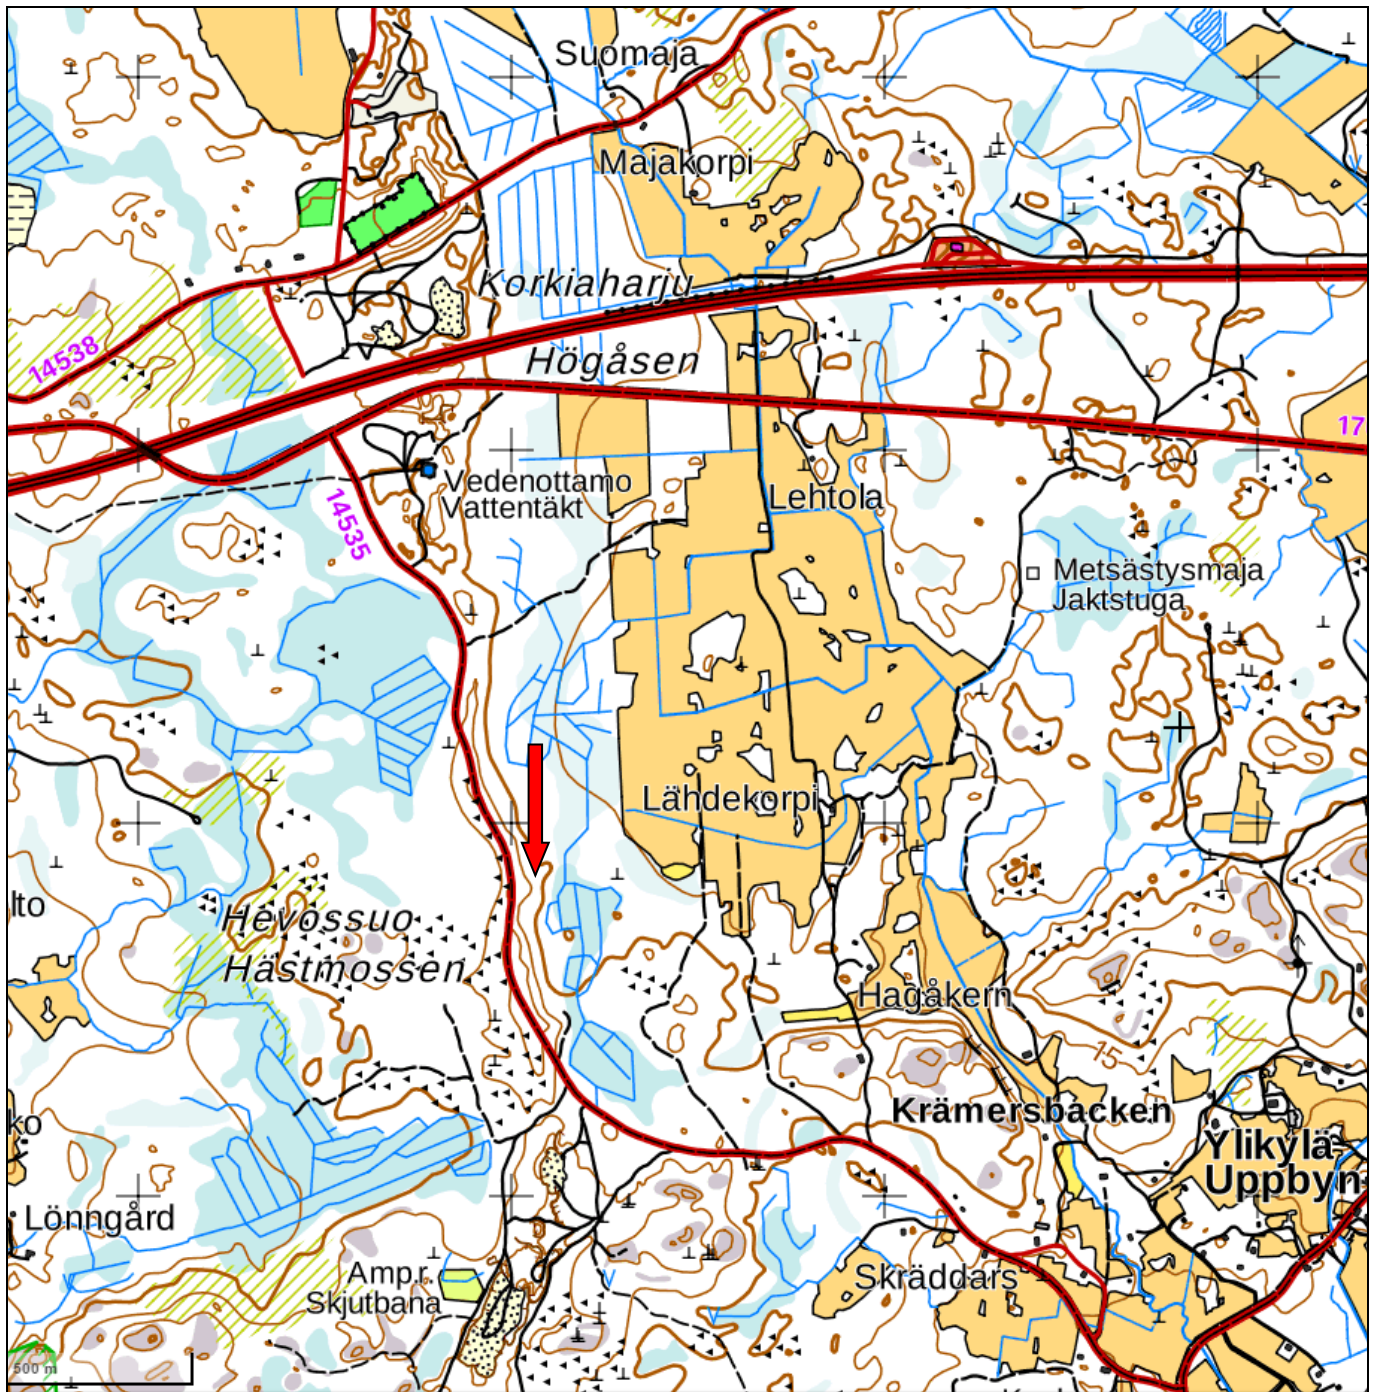 Suomaja
Majakorpi
Korkiaharju
Högåsen
14538
17
Vedenottamo
Vattentäkt
Lehtola
14535
Metsästysmaja
Jaktstuga
Lähdekorpi
lto
Hevossuo
Hästmossen
Hagåkern
15
ko
Krämersbacken
Ylikylä
Uppbyn
Lönngård
Amp.r.
Skjutbana
Skräddars
500 m